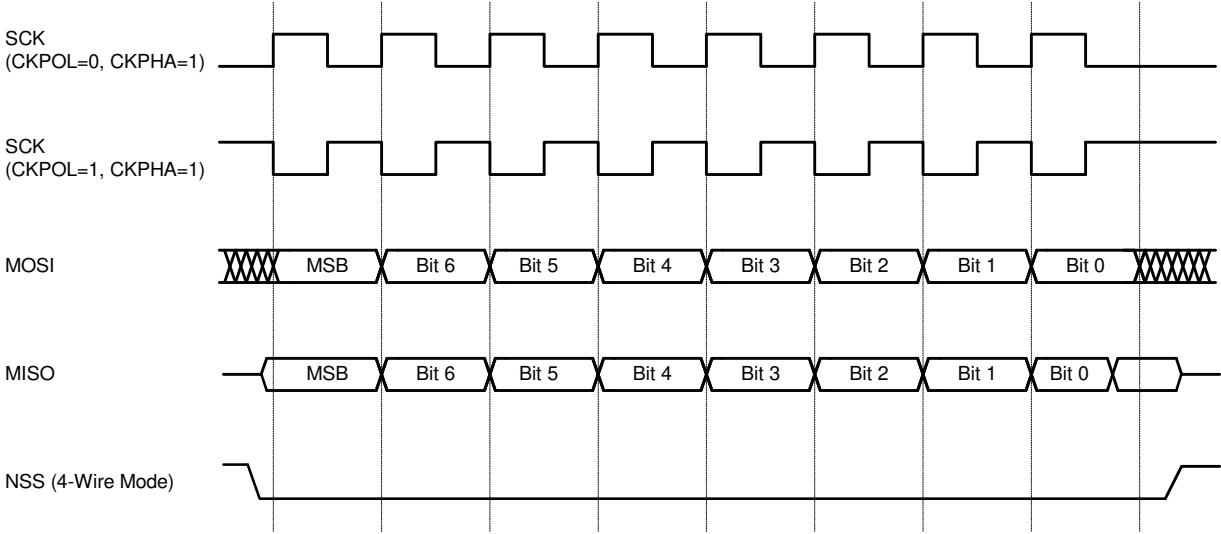 SCK
(CKPOL=0, CKPHA=1)
SCK
(CKPOL=1, CKPHA=1)
MOSI
MSB Bit 6 Bit 5 Bit 4 Bit 3 Bit 2 Bit 1 Bit 0
MISO
MSB Bit 6 Bit 5 Bit 4 Bit 3 Bit 2 Bit 1 Bit 0
NSS (4-Wire Mode)